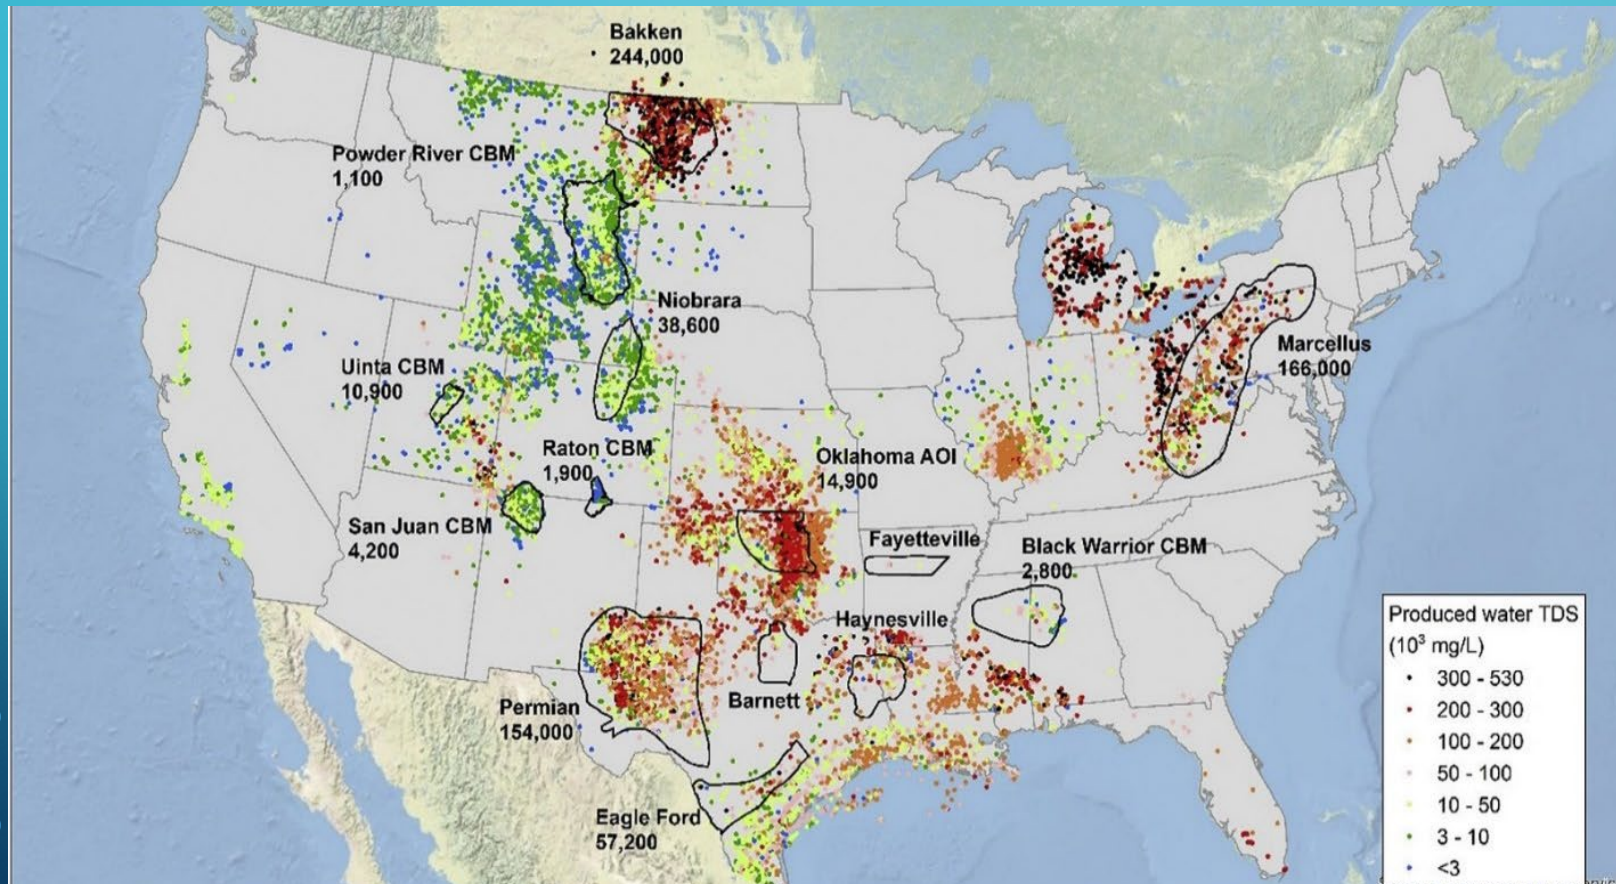 Bakken
244,000
Powder River CBM
1,100
Niobrara
38,600
Marcellus
166,000
Uinta CBM
10,900
Raton CBM
1,900
Oklahoma AOI
14,900
San Juan CBM
4,200
Fayetteville
Black Warrior CBM
2,800
Haynesville
Barnett
Permian
154,000
Eagle Ford
57,200
Produced water TDS
(10³ mg/L)
300 - 530
200 - 300
100 - 200
50 - 100
10 - 50
3 - 10
<3